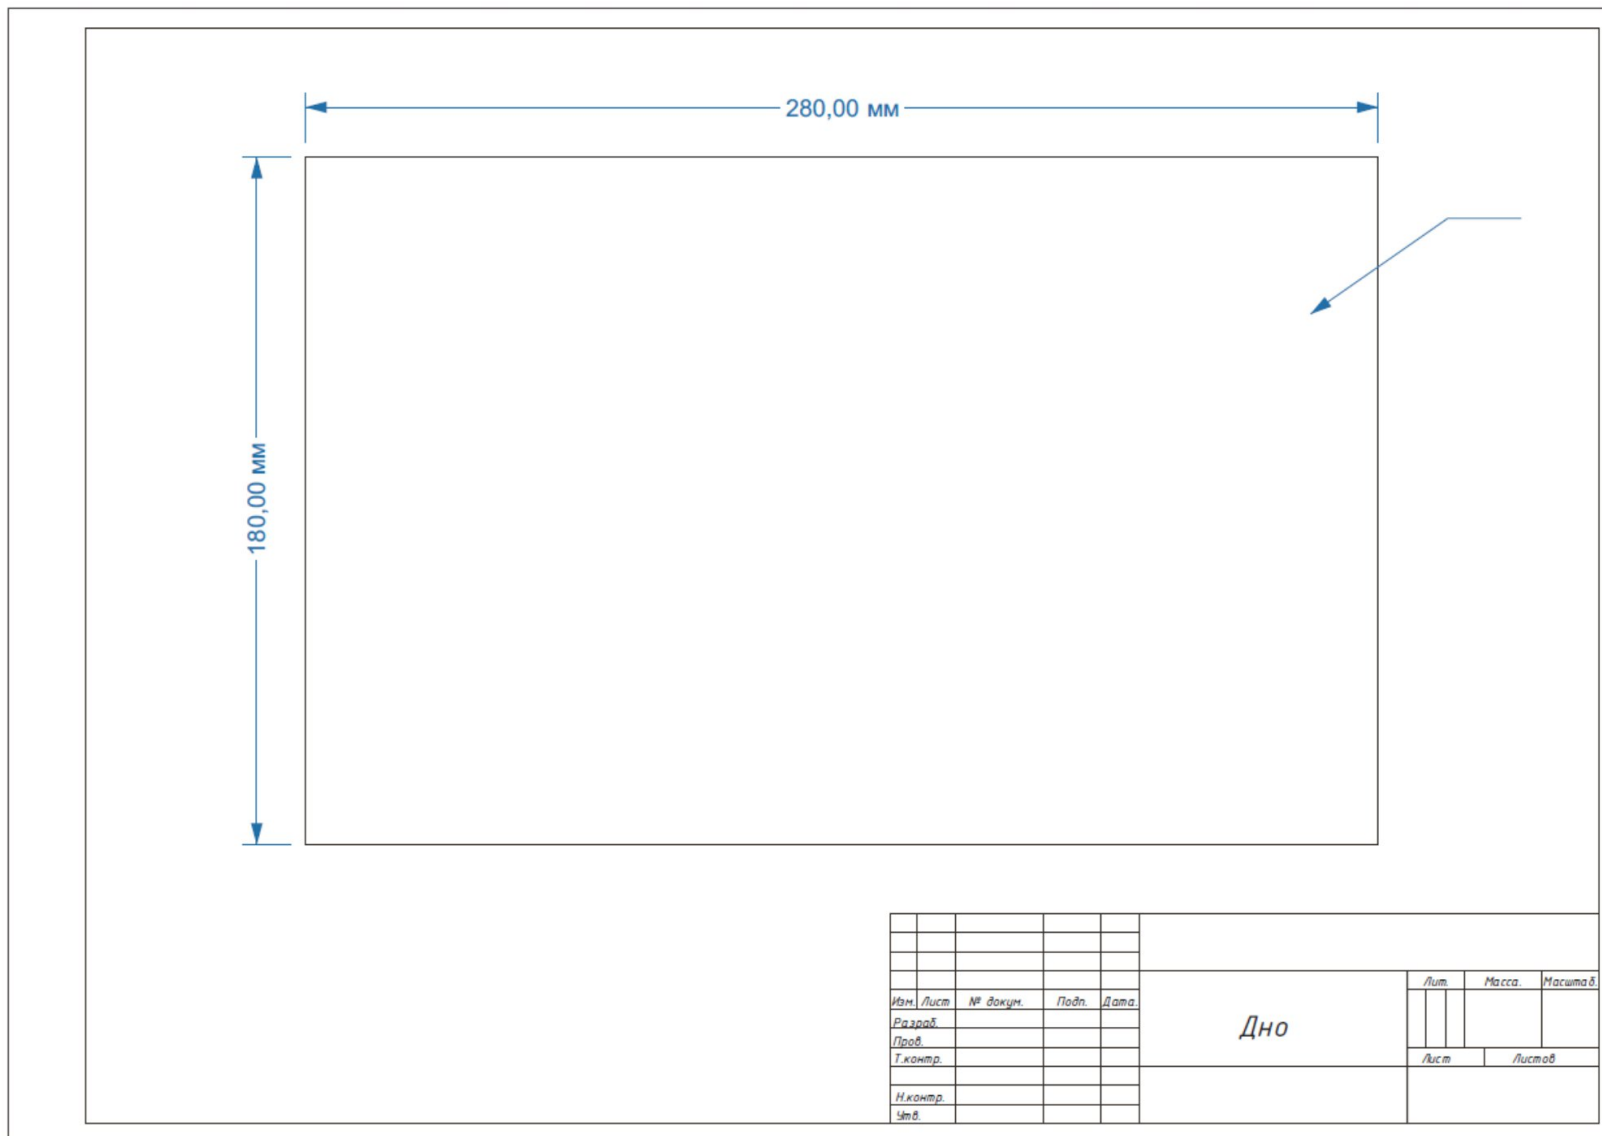 280,00 мм
180,00 мм
Лит. Масса. Масштаб.
Изм. Лист № докум. Подп. Дата.
Разраб.
Дно
Пров.
Т.контр.
Лист Листов
Н.контр.
Утв.